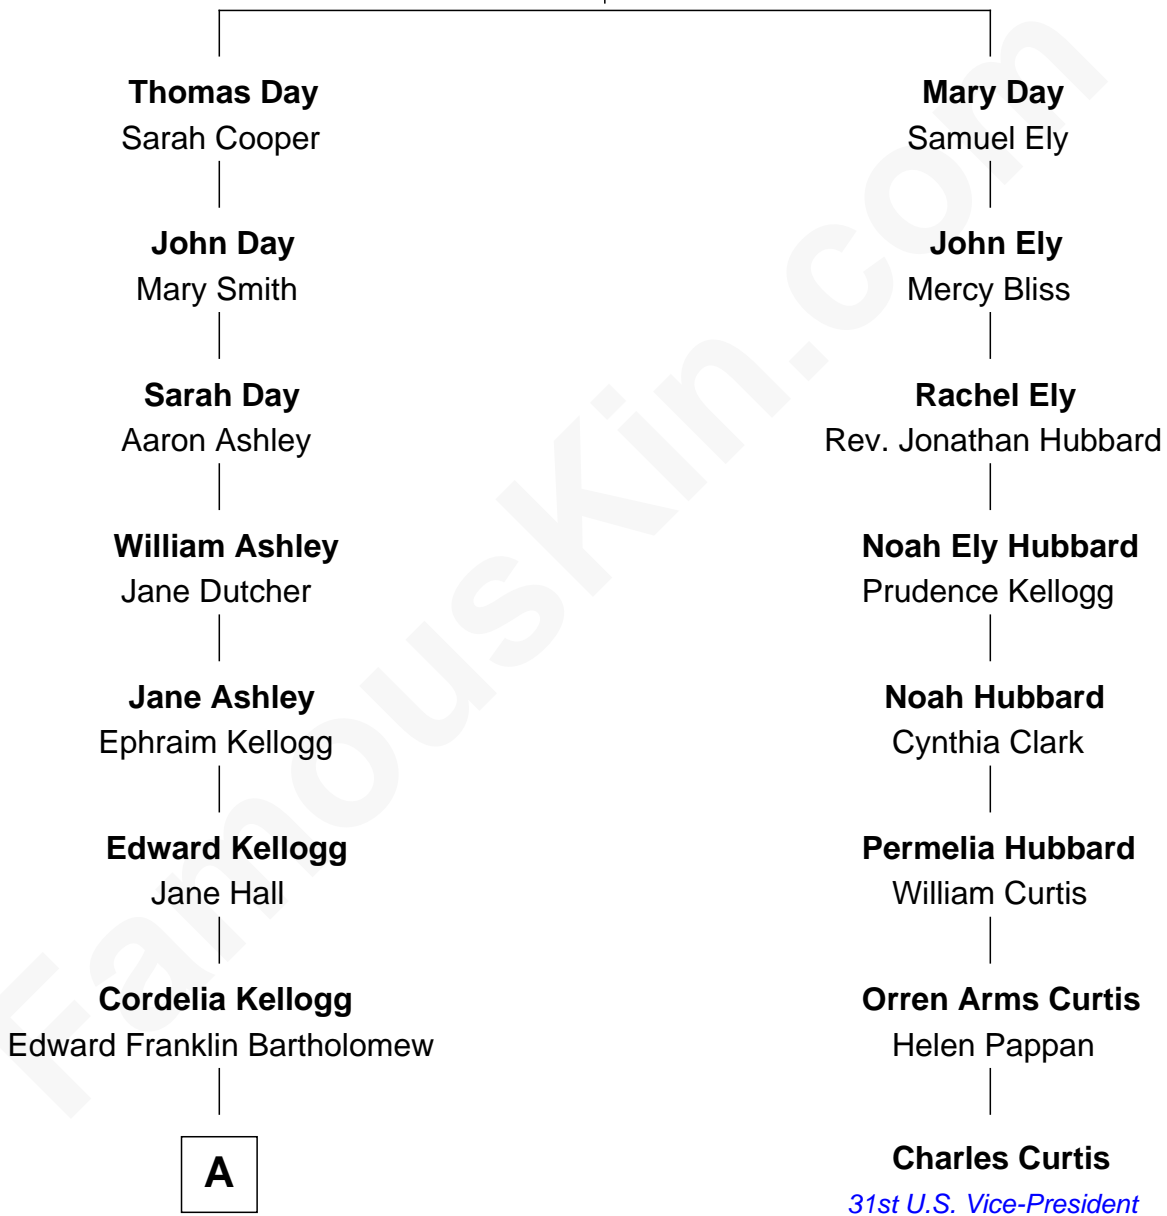 Thomas Day
Sarah Cooper
Mary Day
Samuel Ely
John Day
Mary Smith
John Ely
Mercy Bliss
Sarah Day
Aaron Ashley
Rachel Ely
Rev. Jonathan Hubbard
William Ashley
Jane Dutcher
Noah Ely Hubbard
Prudence Kellogg
Jane Ashley
Ephraim Kellogg
Noah Hubbard
Cynthia Clark
Edward Kellogg
Jane Hall
Permelia Hubbard
William Curtis
Cordelia Kellogg
Edward Franklin Bartholomew
Orren Arms Curtis
Helen Pappan
A
Charles Curtis
31st U.S. Vice-President
FamousKin.com